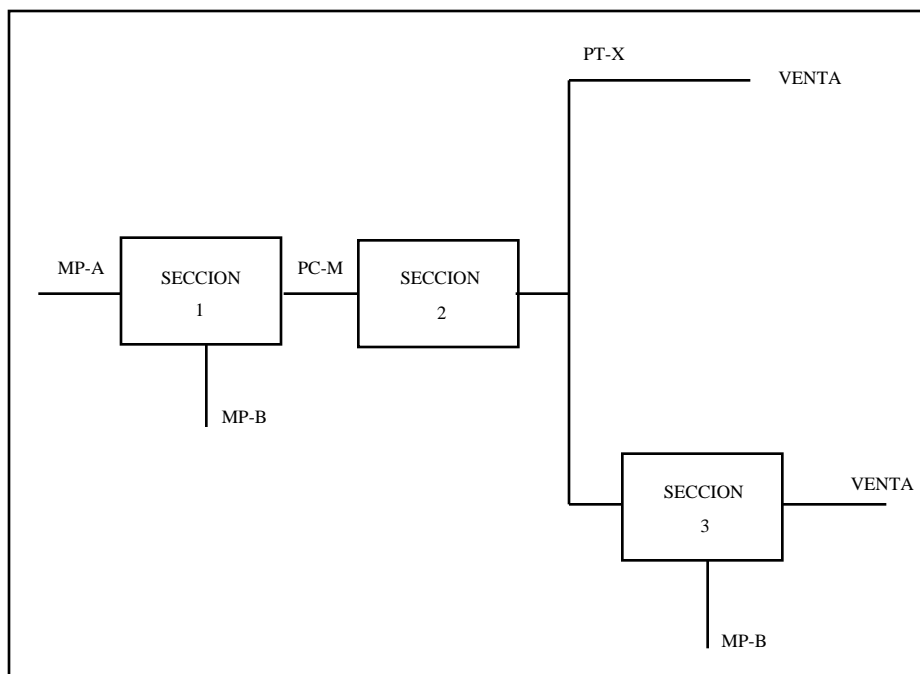 PT-X
VENTA
MP-A
SECCION
1
PC-M
SECCION
2
MP-B
SECCION
3
VENTA
MP-B